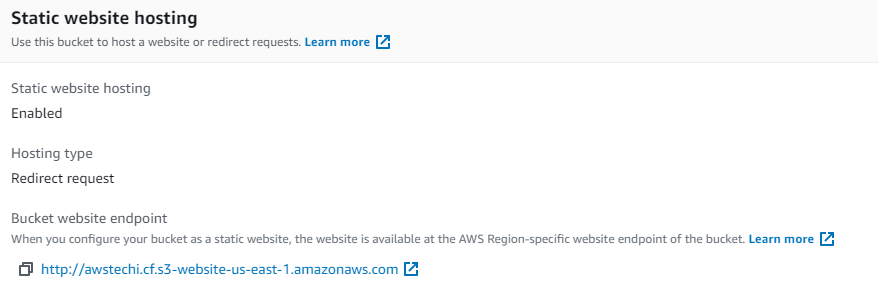 Static website hosting
Use this bucket to host a website or redirect requests. Learn more
Static website hosting
Enabled
Hosting type
Redirect request
Bucket website endpoint
When you configure your bucket as a static website, the website is available at the AWS Region-specific website endpoint of the bucket. Learn more
http://awstechi.cf.s3-website-us-east-1.amazonaws.com